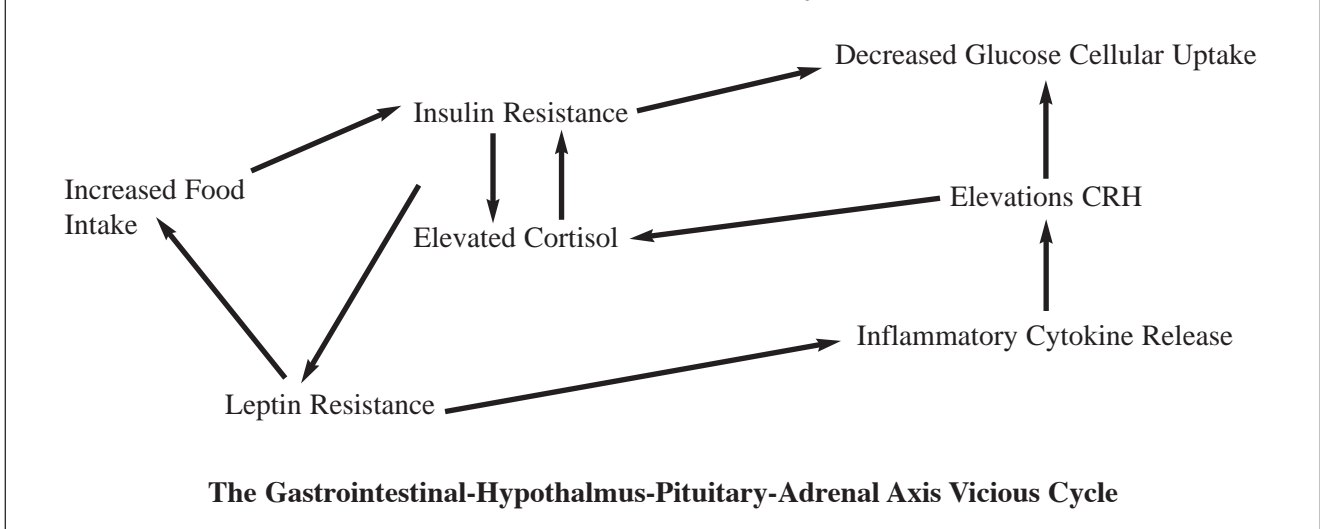 Decreased Glucose Cellular Uptake
Insulin Resistance
Increased Food
Intake
Elevations CRH
Elevated Cortisol
Inflammatory Cytokine Release
Leptin Resistance
The Gastrointestinal-Hypothalmus-Pituitary-Adrenal Axis Vicious Cycle